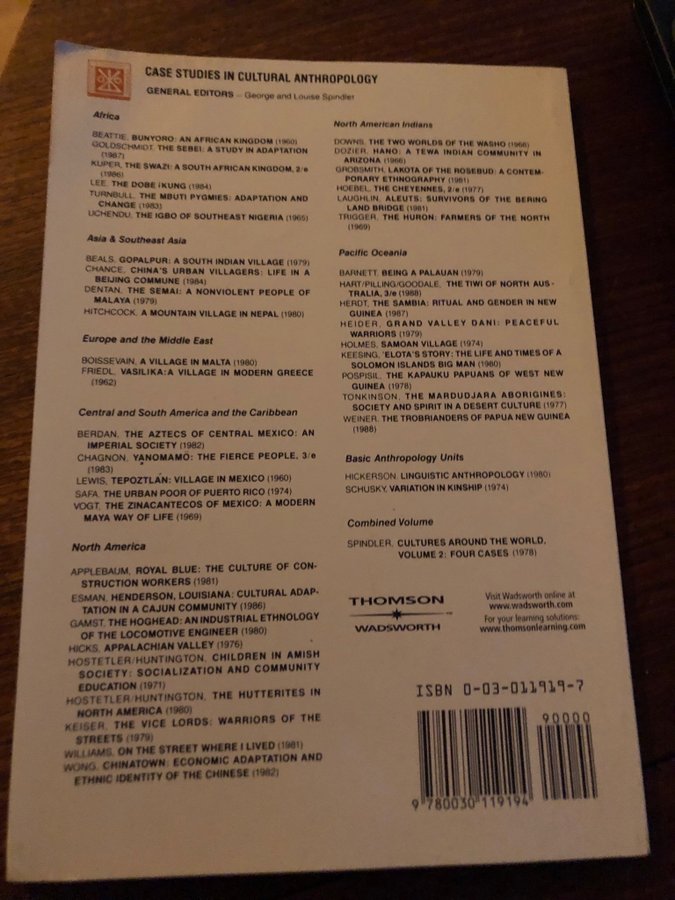 CASE STUDIES IN CULTURAL ANTHROPOLOGY
GENERAL EDITORS — George and Louise Spindler
Africa
BEATTIE, BUNYORO: AN AFRICAN KINGDOM (1960)
GOLDSCHMIDT, THE SEBEI: A STUDY IN ADAPTATION
(1987)
KUPER, THE SWAZI: A SOUTH AFRICAN KINGDOM, 2/e
(1986)
LEE, THE DOBE !KUNG (1984)
TURNBULL, THE MBUTI PYGMIES: ADAPTATION AND
CHANGE (1983)
UCHENDU, THE IGBO OF SOUTHEAST NIGERIA (1965)
Asia & Southeast Asia
BEALS, GOPALPUR: A SOUTH INDIAN VILLAGE (1979)
CHANCE, CHINA'S URBAN VILLAGERS: LIFE IN A
BEIJING COMMUNE (1984)
DENTAN, THE SEMAI: A NONVIOLENT PEOPLE OF
MALAYA (1979)
HITCHCOCK, A MOUNTAIN VILLAGE IN NEPAL (1980)
Europe and the Middle East
BOISSEVAIN, A VILLAGE IN MALTA (1980)
FRIEDL, VASILIKA: A VILLAGE IN MODERN GREECE
(1962)
Central and South America and the Caribbean
BERDAN, THE AZTECS OF CENTRAL MEXICO: AN
IMPERIAL SOCIETY (1982)
CHAGNON, YANOMAMÖ: THE FIERCE PEOPLE, 3/e
(1983)
LEWIS, TEPOZTLÁN: VILLAGE IN MEXICO (1960)
SAFA, THE URBAN POOR OF PUERTO RICO (1974)
VOGT, THE ZINACANTECOS OF MEXICO: A MODERN
MAYA WAY OF LIFE (1969)
North America
APPLEBAUM, ROYAL BLUE: THE CULTURE OF CON-
STRUCTION WORKERS (1981)
ESMAN, HENDERSON, LOUISIANA: CULTURAL ADAP-
TATION IN A CAJUN COMMUNITY (1986)
GAMST, THE HOGHEAD: AN INDUSTRIAL ETHNOLOGY
OF THE LOCOMOTIVE ENGINEER (1980)
HICKS, APPALACHIAN VALLEY (1976)
HOSTETLER/HUNTINGTON, CHILDREN IN AMISH
SOCIETY: SOCIALIZATION AND COMMUNITY
EDUCATION (1971)
HOSTETLER/HUNTINGTON, THE HUTTERITES IN
NORTH AMERICA (1980)
KEISER, THE VICE LORDS: WARRIORS OF THE
STREETS (1979)
WILLIAMS, ON THE STREET WHERE I LIVED (1981)
WONG, CHINATOWN: ECONOMIC ADAPTATION AND
ETHNIC IDENTITY OF THE CHINESE (1982)
North American Indians
DOWNS, THE TWO WORLDS OF THE WASHO (1966)
DOZIER, HANO: A TEWA INDIAN COMMUNITY IN
ARIZONA (1966)
GROBSMITH, LAKOTA OF THE ROSEBUD: A CONTEM-
PORARY ETHNOGRAPHY (1981)
HOEBEL, THE CHEYENNES, 2/e (1977)
LAUGHLIN, ALEUTS: SURVIVORS OF THE BERING
LAND BRIDGE (1981)
TRIGGER, THE HURON: FARMERS OF THE NORTH
(1969)
Pacific Oceania
BARNETT, BEING A PALAUAN (1979)
HART/PILLING/GOODALE, THE TIWI OF NORTH AUS-
TRALIA, 3/e (1988)
HERDT, THE SAMBIA: RITUAL AND GENDER IN NEW
GUINEA (1987)
HEIDER, GRAND VALLEY DANI: PEACEFUL
WARRIORS (1979)
HOLMES, SAMOAN VILLAGE (1974)
KEESING, 'ELOTA'S STORY: THE LIFE AND TIMES OF A
SOLOMON ISLANDS BIG MAN (1980)
POSPISIL, THE KAPAUKU PAPUANS OF WEST NEW
GUINEA (1978)
TONKINSON, THE MARDUDJARA ABORIGINES:
SOCIETY AND SPIRIT IN A DESERT CULTURE (1977)
WEINER, THE TROBRIANDERS OF PAPUA NEW GUINEA
(1988)
Basic Anthropology Units
HICKERSON, LINGUISTIC ANTHROPOLOGY (1980)
SCHUSKY, VARIATION IN KINSHIP (1974)
Combined Volume
SPINDLER, CULTURES AROUND THE WORLD,
VOLUME 2: FOUR CASES (1978)
THOMSON
WADSWORTH
Visit Wadsworth online at
www.wadsworth.com
For your learning solutions:
www.thomsonlearning.com
ISBN 0-03-011919-7
90000
9 780030 119194